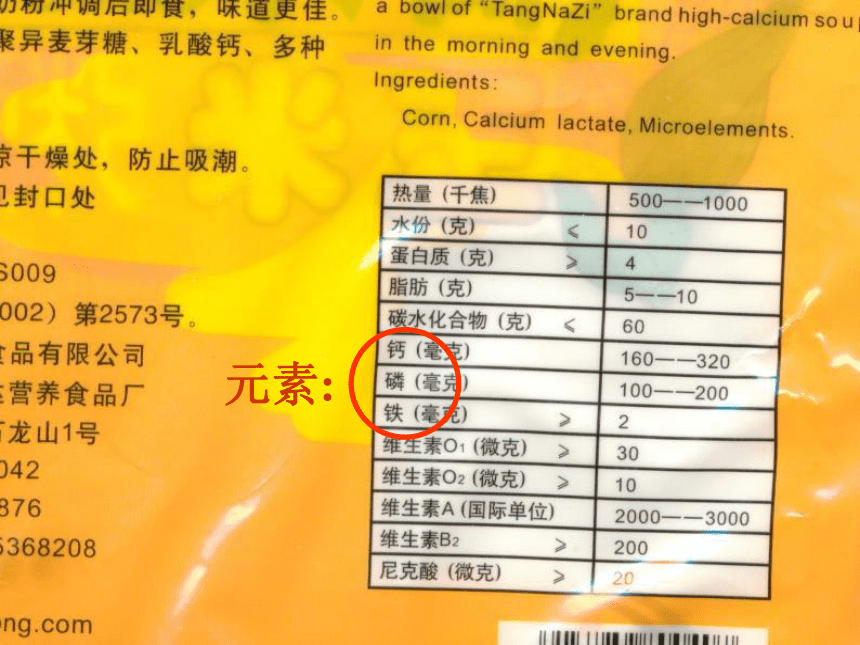 奶粉冲调后即食，味道更佳。
聚异麦芽糖、乳酸钙、多种
凉干燥处，防止吸潮。
见封口处
S009
002）第2573号。
食品有限公司
营养食品厂
石龙山1号
042
876
5368208
ong.com
a bowl of “TangNaZi” brand high-calcium soup
in the morning and evening.
Ingredients:
Corn, Calcium lactate, Microelements.
热量（千焦） 500——1000
水份（克） ≤ 10
蛋白质（克） ≥ 4
脂肪（克） 5——10
碳水化合物（克） ≤ 60
钙（毫克） 160——320
磷（毫克） 100——200
铁（毫克） ≥ 2
维生素O1（微克） ≥ 30
维生素O2（微克） ≥ 10
维生素A（国际单位） 2000——3000
维生素B2 ≥ 200
尼克酸（微克） ≥ 20
元素: